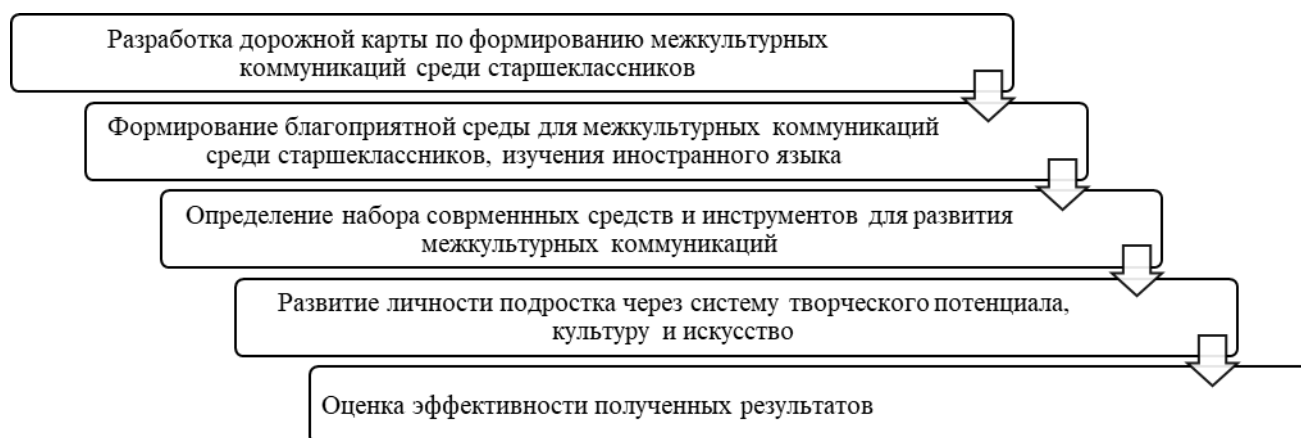 Разработка дорожной карты по формированию межкультурных
коммуникаций среди старшеклассников
Формирование благоприятной среды для межкультурных коммуникаций
среди старшеклассников, изучения иностранного языка
Определение набора соврменнных средств и инструментов для развития
межкультурных коммуникаций
Развитие личности подростка через систему творческого потенциала,
культуру и искусство
Оценка эффективности полученных результатов